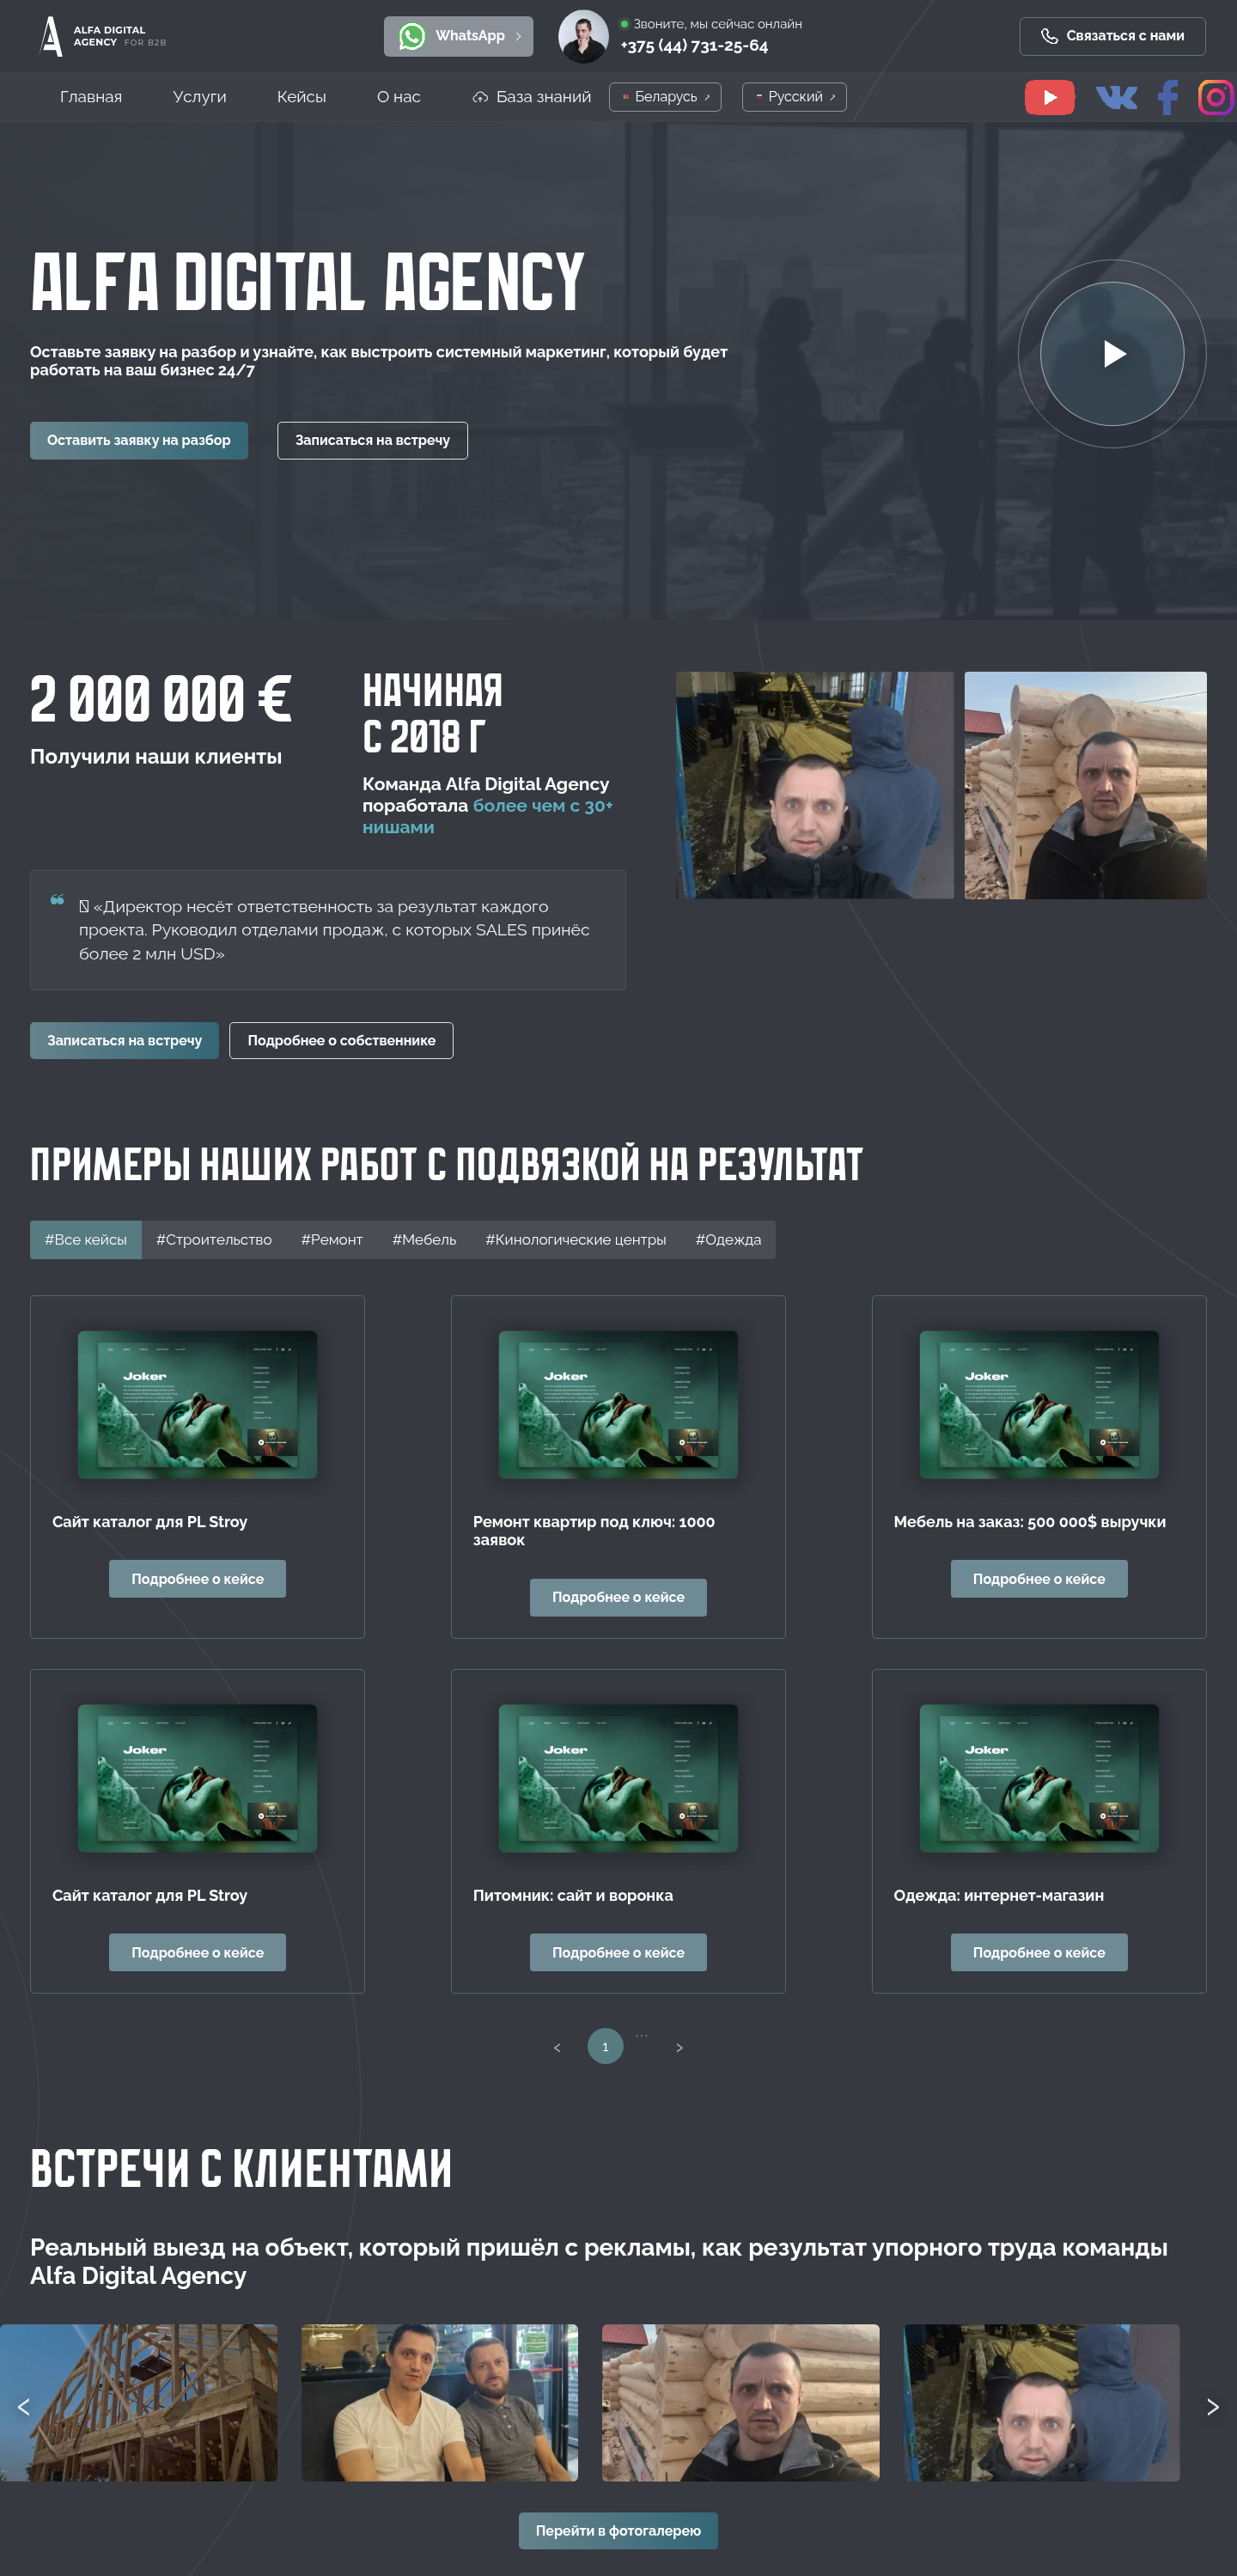 ALFA DIGITAL
AGENCY FOR B2B
WhatsApp
Звоните, мы сейчас онлайн
+375 (44) 731-25-64
Связаться с нами
Главная
Услуги
Кейсы
О нас
База знаний
Беларусь
Русский
ALFA DIGITAL AGENCY
Оставьте заявку на разбор и узнайте, как выстроить системный маркетинг, который будет
работать на ваш бизнес 24/7
Оставить заявку на разбор
Записаться на встречу
2 000 000 €
Получили наши клиенты
НАЧИНАЯ
С 2018 Г
Команда Alfa Digital Agency
поработала более чем с 30+
нишами
«Директор несёт ответственность за результат каждого
проекта. Руководил отделами продаж, с которых SALES принёс
более 2 млн USD»
Записаться на встречу
Подробнее о собственнике
ПРИМЕРЫ НАШИХ РАБОТ С ПОДВЯЗКОЙ НА РЕЗУЛЬТАТ
#Все кейсы
#Строительство
#Ремонт
#Мебель
#Кинологические центры
#Одежда
Joker
Joker
Joker
Сайт каталог для PL Stroy
Ремонт квартир под ключ: 1000
заявок
Мебель на заказ: 500 000$ выручки
Подробнее о кейсе
Подробнее о кейсе
Подробнее о кейсе
Joker
Joker
Joker
Сайт каталог для PL Stroy
Питомник: сайт и воронка
Одежда: интернет-магазин
Подробнее о кейсе
Подробнее о кейсе
Подробнее о кейсе
< 1 ... >
ВСТРЕЧИ С КЛИЕНТАМИ
Реальный выезд на объект, который пришёл с рекламы, как результат упорного труда команды
Alfa Digital Agency
Перейти в фотогалерею